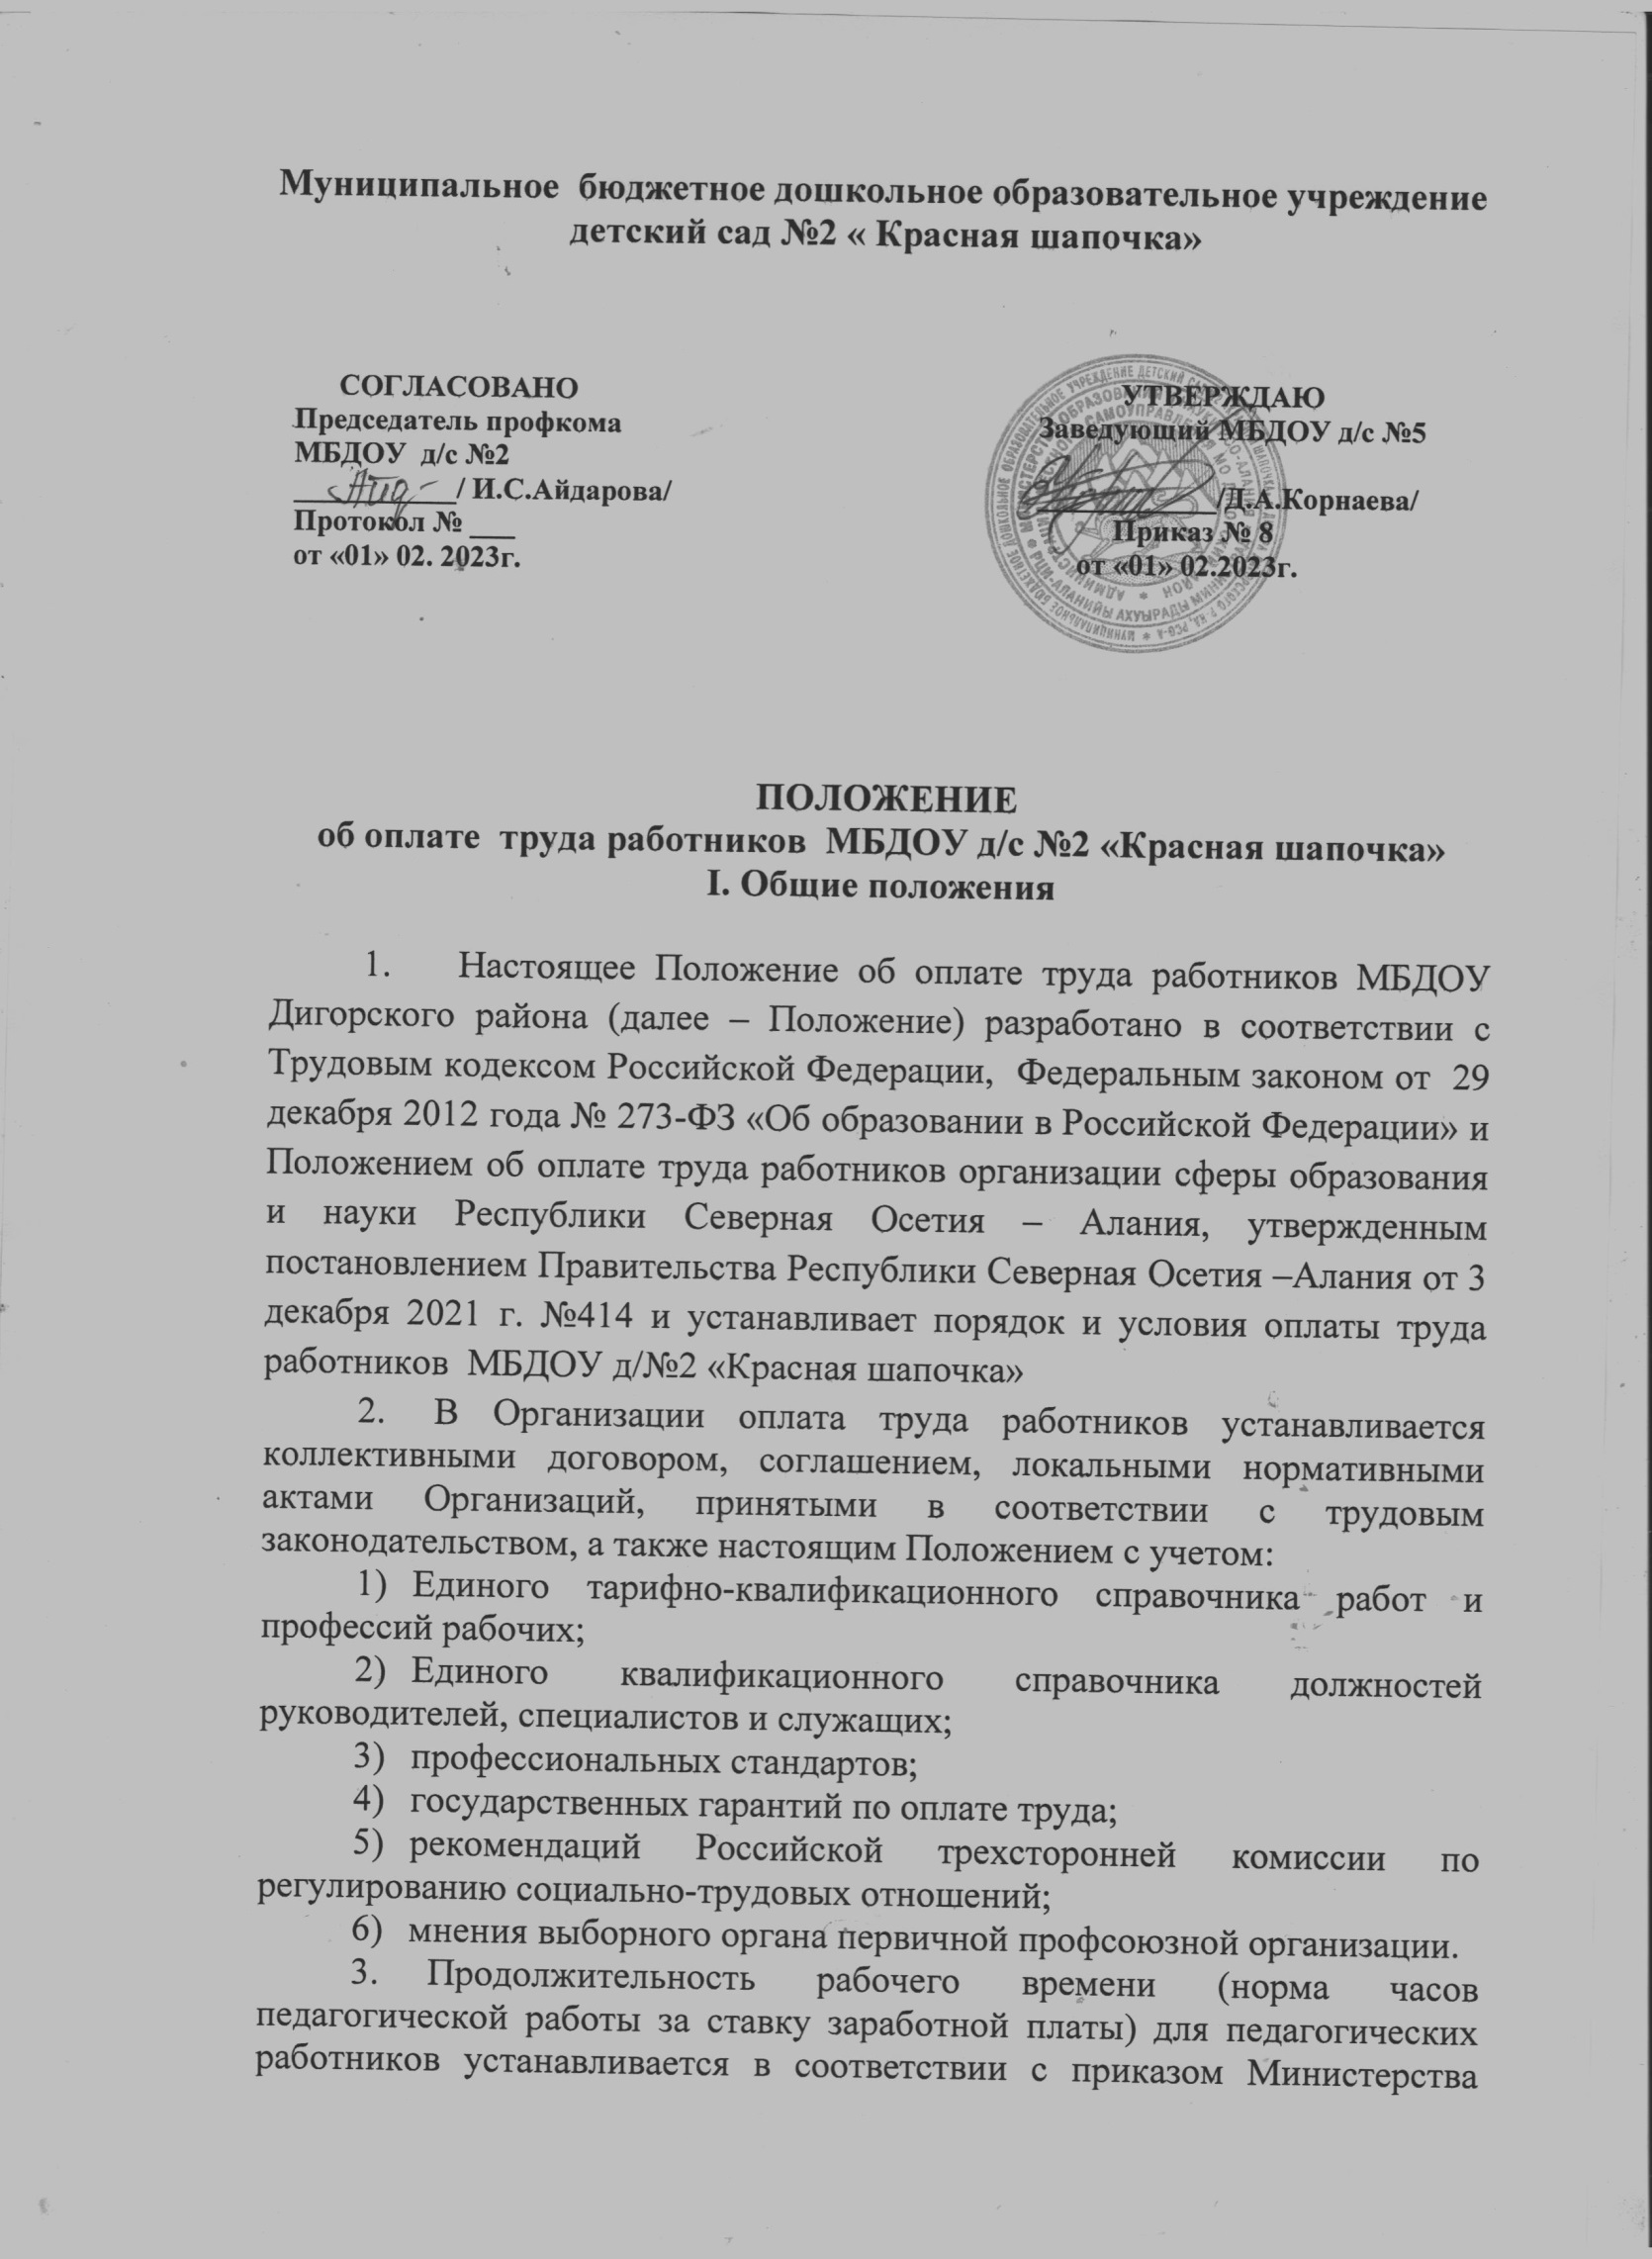 Муниципальное бюджетное дошкольное образовательное учреждение
детский сад №2 « Красная шапочка»
СОГЛАСОВАНО
Председатель профкома
МБДОУ д/с №2
/ И.С.Айдарова/
Протокол № ___
от «01» 02. 2023г.
УТВЕРЖДАЮ
Заведующий МБДОУ д/с №5
/Д.А.Корнаева/
Приказ № 8
от «01» 02.2023г.
ПОЛОЖЕНИЕ
об оплате труда работников МБДОУ д/с №2 «Красная шапочка»
I. Общие положения
1. Настоящее Положение об оплате труда работников МБДОУ
Дигорского района (далее – Положение) разработано в соответствии с
Трудовым кодексом Российской Федерации, Федеральным законом от 29
декабря 2012 года № 273-ФЗ «Об образовании в Российской Федерации» и
Положением об оплате труда работников организации сферы образования
и науки Республики Северная Осетия – Алания, утвержденным
постановлением Правительства Республики Северная Осетия –Алания от 3
декабря 2021 г. №414 и устанавливает порядок и условия оплаты труда
работников МБДОУ д/№2 «Красная шапочка»
2. В Организации оплата труда работников устанавливается
коллективными договором, соглашением, локальными нормативными
актами Организаций, принятыми в соответствии с трудовым
законодательством, а также настоящим Положением с учетом:
1) Единого тарифно-квалификационного справочника работ и
профессий рабочих;
2) Единого квалификационного справочника должностей
руководителей, специалистов и служащих;
3) профессиональных стандартов;
4) государственных гарантий по оплате труда;
5) рекомендаций Российской трехсторонней комиссии по
регулированию социально-трудовых отношений;
6) мнения выборного органа первичной профсоюзной организации.
3. Продолжительность рабочего времени (норма часов
педагогической работы за ставку заработной платы) для педагогических
работников устанавливается в соответствии с приказом Министерства